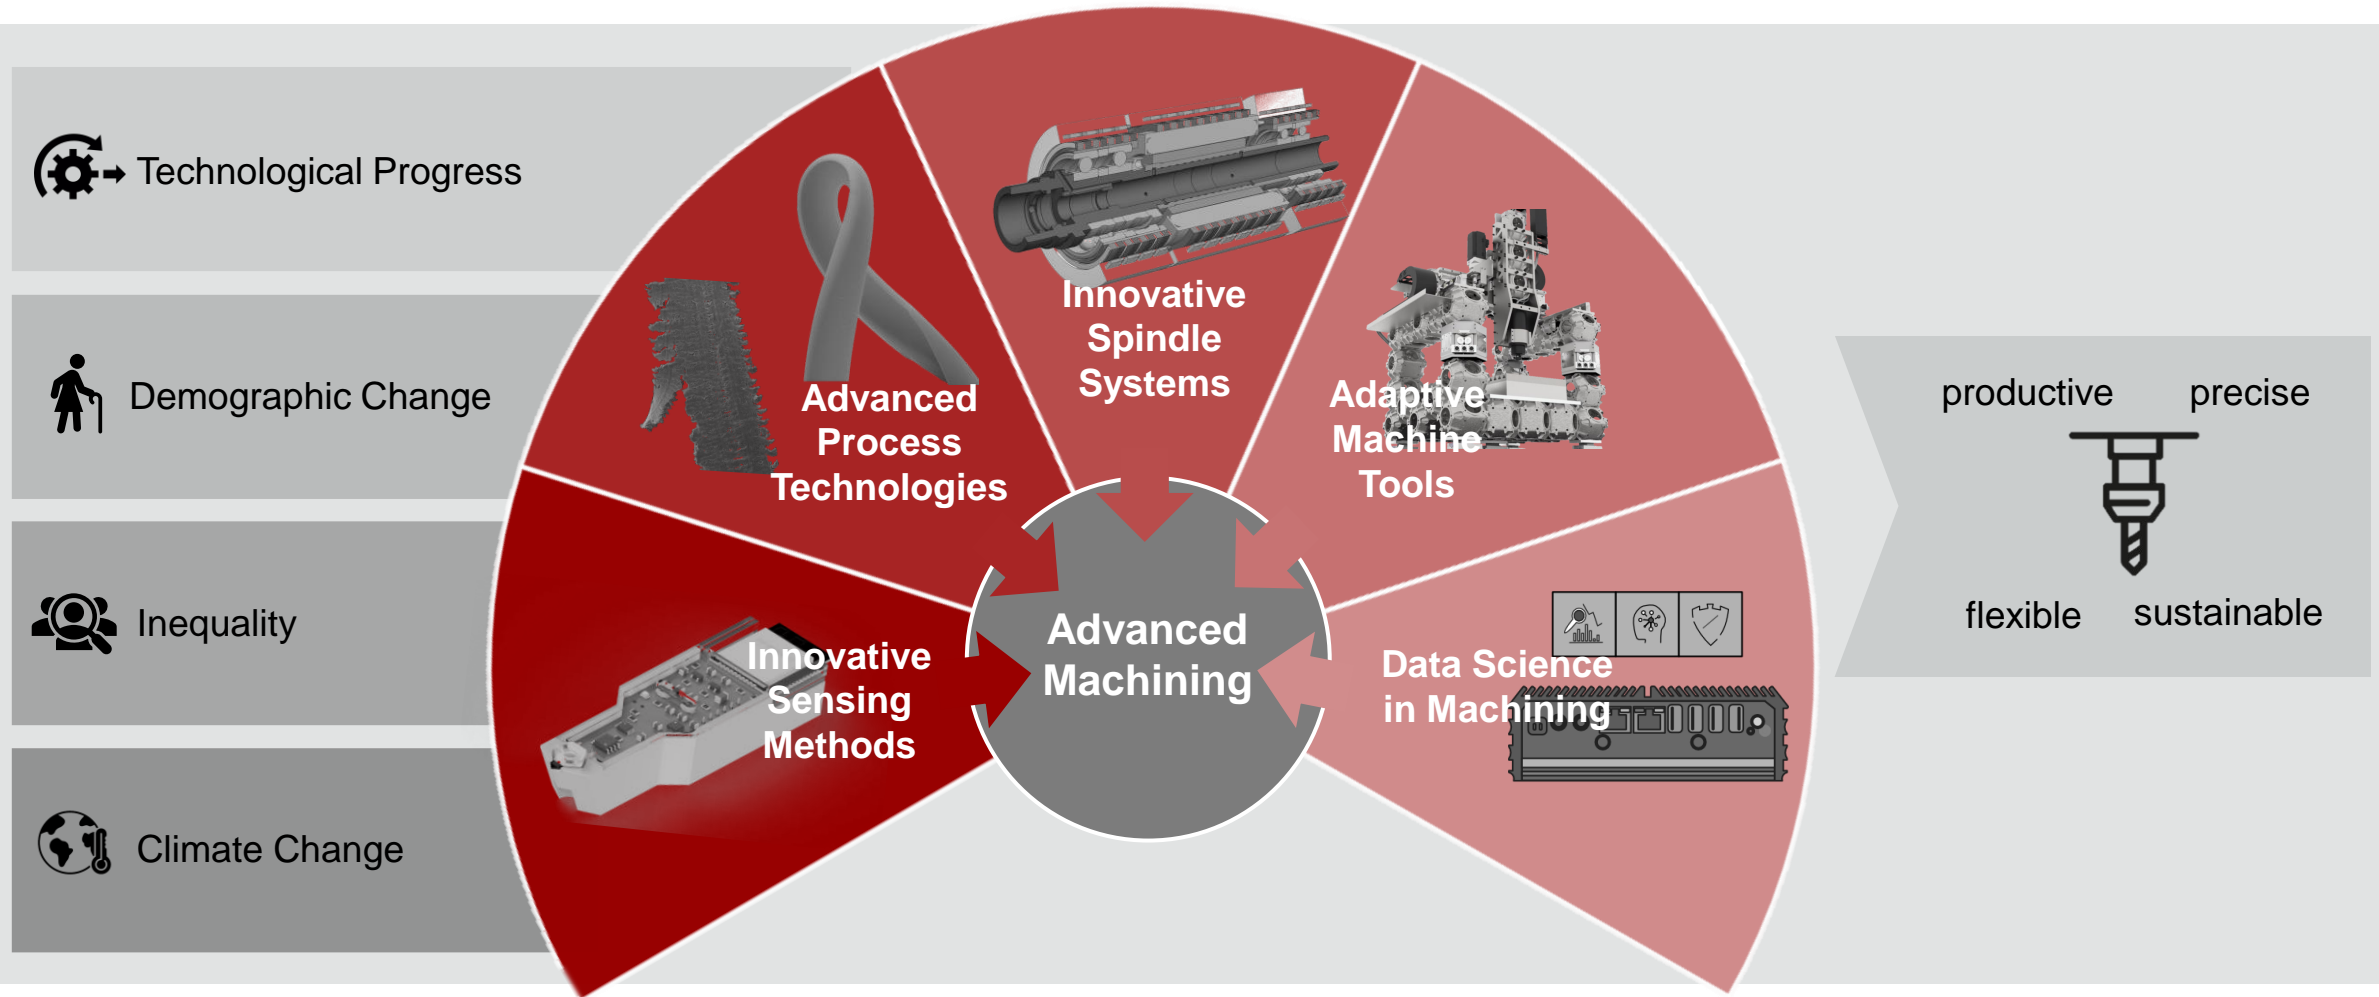 Technological Progress
Demographic Change
Inequality
Climate Change
Innovative
Sensing
Methods
Advanced
Process
Technologies
Innovative
Spindle
Systems
Adaptive
Machine
Tools
Data Science
in Machining
Advanced
Machining
productive precise
flexible sustainable